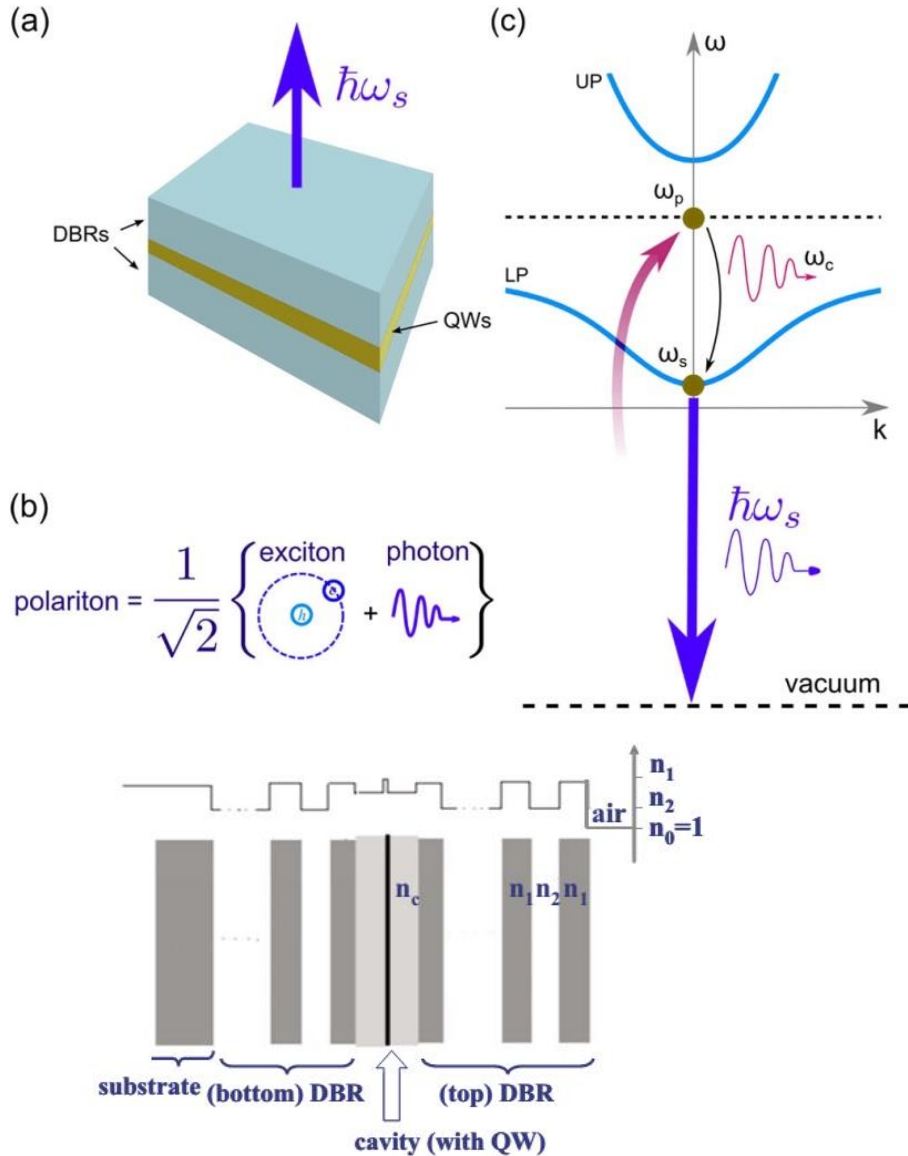 (a)
ħω_s
DBRs
QWs
(b)
polariton = 1/√2 { exciton + photon }
h
e
(c)
ω
UP
ω_p
ω_c
LP
ω_s
k
ħω_s
vacuum
n_1
n_2
air
n_0=1
n_c
n_1 n_2 n_1
substrate
(bottom) DBR
(top) DBR
cavity (with QW)